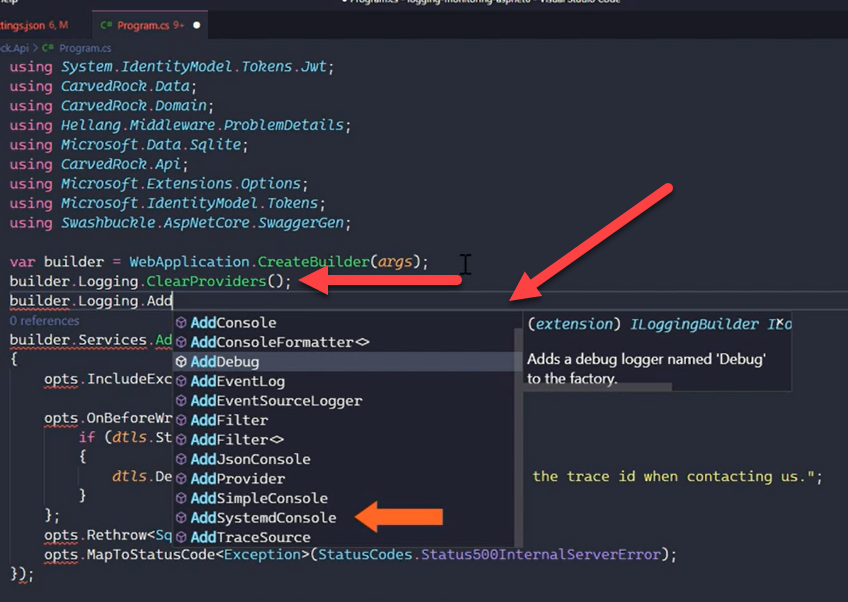 ttings.json 6, M
C# Program.cs 9+ ●
ck.Api > C# Program.cs
using System.IdentityModel.Tokens.Jwt;
using CarvedRock.Data;
using CarvedRock.Domain;
using Hellang.Middleware.ProblemDetails;
using Microsoft.Data.Sqlite;
using CarvedRock.Api;
using Microsoft.Extensions.Options;
using Microsoft.IdentityModel.Tokens;
using Swashbuckle.AspNetCore.SwaggerGen;
var builder = WebApplication.CreateBuilder(args);
builder.Logging.ClearProviders();
builder.Logging.Add
0 references
builder.Services.Ad
{
opts.IncludeExc
opts.OnBeforeWr
if (dtls.St
{
dtls.De
the trace id when contacting us.";
}
};
opts.Rethrow<Sq
opts.MapToStatusCode<Exception>(StatusCodes.Status500InternalServerError);
});
AddConsole
AddConsoleFormatter<>
AddDebug
AddEventLog
AddEventSourceLogger
AddFilter
AddFilter<>
AddJsonConsole
AddProvider
AddSimpleConsole
AddSystemdConsole
AddTraceSource
(extension) ILoggingBuilder
Adds a debug logger named 'Debug'
to the factory.